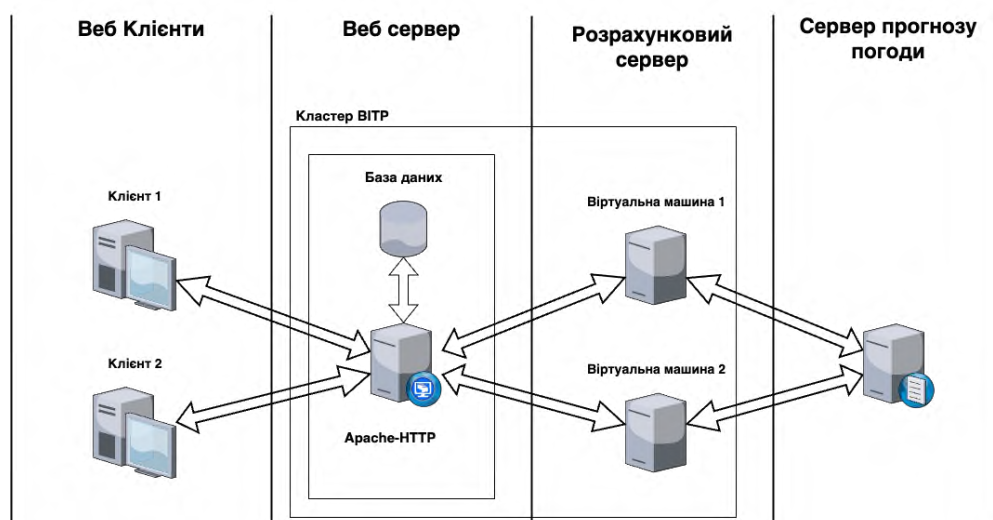 Веб Клієнти
Веб сервер
Розрахунковий
сервер
Сервер прогнозу
погоди
Кластер ВІТР
База даних
Клієнт 1
Віртуальна машина 1
Клієнт 2
Віртуальна машина 2
Apache-HTTP